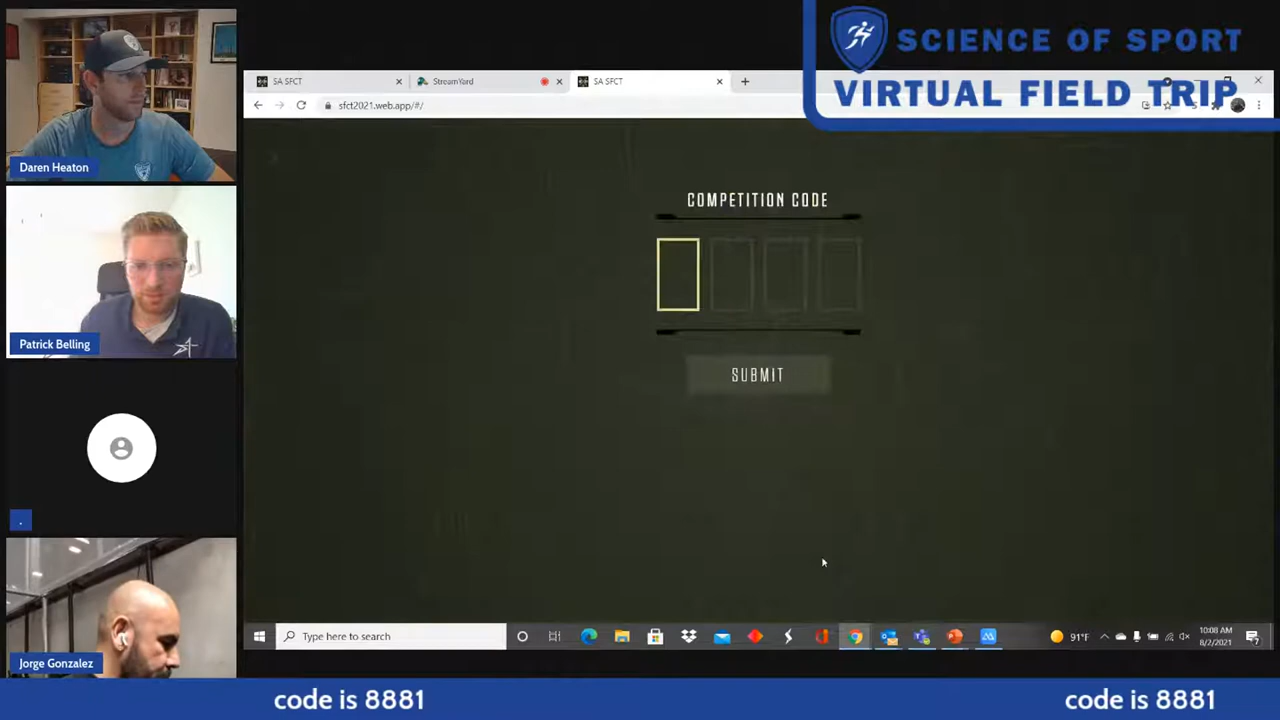 SCIENCE OF SPORT
VIRTUAL FIELD TRIP
SA SFCT
StreamYard
SA SFCT
sfct2021.web.app/#/
Daren Heaton
Patrick Belling
.
Jorge Gonzalez
COMPETITION CODE
SUBMIT
Type here to search
91°F
10:08 AM
8/2/2021
code is 8881
code is 8881